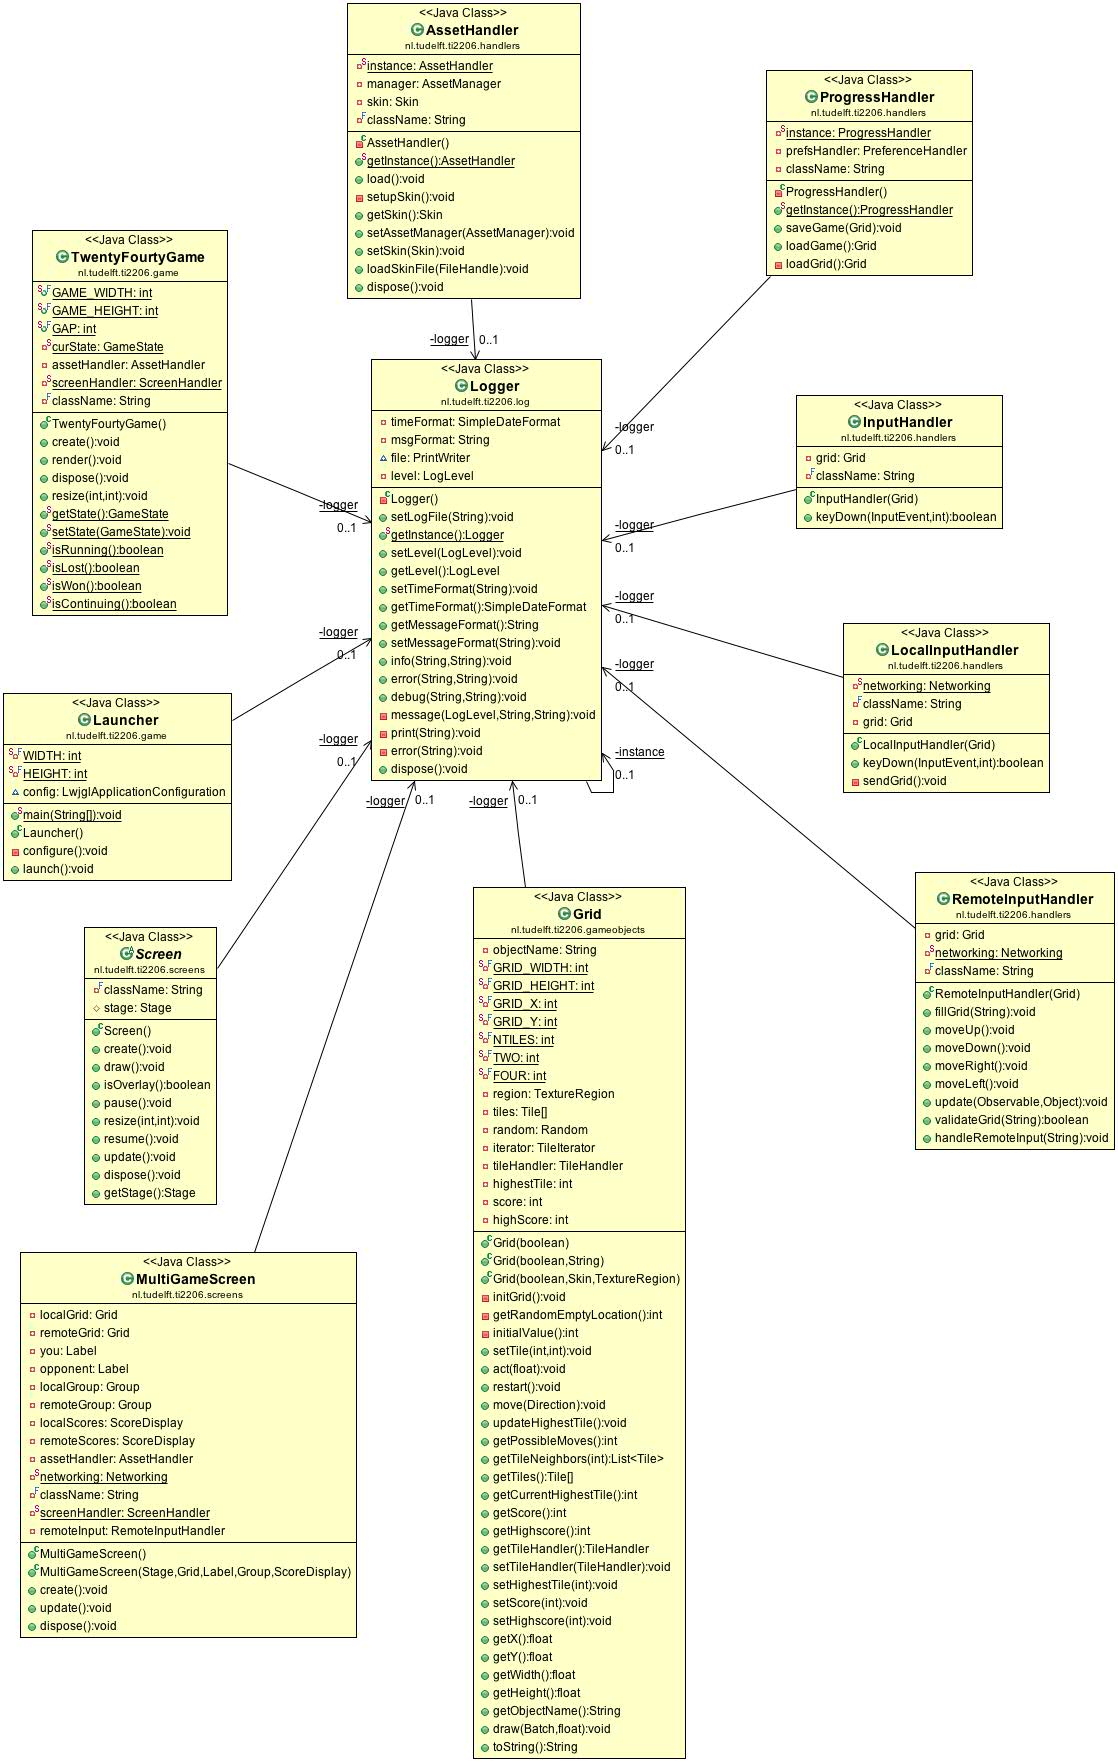 <<Java Class>>
AssetHandler
nl.tudelft.ti2206.handlers
instance: AssetHandler
manager: AssetManager
skin: Skin
className: String
AssetHandler()
getInstance():AssetHandler
load():void
setupSkin():void
getSkin():Skin
setAssetManager(AssetManager):void
setSkin(Skin):void
loadSkinFile(FileHandle):void
dispose():void
<<Java Class>>
ProgressHandler
nl.tudelft.ti2206.handlers
instance: ProgressHandler
prefsHandler: PreferenceHandler
className: String
ProgressHandler()
getInstance():ProgressHandler
saveGame(Grid):void
loadGame():Grid
loadGrid():Grid
<<Java Class>>
TwentyFourtyGame
nl.tudelft.ti2206.game
GAME_WIDTH: int
GAME_HEIGHT: int
GAP: int
curState: GameState
assetHandler: AssetHandler
screenHandler: ScreenHandler
className: String
TwentyFourtyGame()
create():void
render():void
dispose():void
resize(int,int):void
getState():GameState
setState(GameState):void
isRunning():boolean
isLost():boolean
isWon():boolean
isContinuing():boolean
-logger 0..1
<<Java Class>>
Logger
nl.tudelft.ti2206.log
timeFormat: SimpleDateFormat
msgFormat: String
file: PrintWriter
level: LogLevel
Logger()
setLogFile(String):void
getInstance():Logger
setLevel(LogLevel):void
getLevel():LogLevel
setTimeFormat(String):void
getTimeFormat():SimpleDateFormat
getMessageFormat():String
setMessageFormat(String):void
info(String,String):void
error(String,String):void
debug(String,String):void
message(LogLevel,String,String):void
print(String):void
error(String):void
dispose():void
-logger
0..1
<<Java Class>>
InputHandler
nl.tudelft.ti2206.handlers
grid: Grid
className: String
InputHandler(Grid)
keyDown(InputEvent,int):boolean
-logger
0..1
-logger
0..1
-logger
0..1
<<Java Class>>
LocalInputHandler
nl.tudelft.ti2206.handlers
networking: Networking
className: String
grid: Grid
LocalInputHandler(Grid)
keyDown(InputEvent,int):boolean
sendGrid():void
-logger
0..1
-logger
0..1
<<Java Class>>
Launcher
nl.tudelft.ti2206.game
WIDTH: int
HEIGHT: int
config: LwjglApplicationConfiguration
main(String[]):void
Launcher()
configure():void
launch():void
-logger
0..1
-instance
0..1
-logger 0..1
-logger 0..1
<<Java Class>>
RemoteInputHandler
nl.tudelft.ti2206.handlers
grid: Grid
networking: Networking
className: String
RemoteInputHandler(Grid)
fillGrid(String):void
moveUp():void
moveDown():void
moveRight():void
moveLeft():void
update(Observable,Object):void
validateGrid(String):boolean
handleRemoteInput(String):void
<<Java Class>>
Screen
nl.tudelft.ti2206.screens
className: String
stage: Stage
Screen()
create():void
draw():void
isOverlay():boolean
pause():void
resize(int,int):void
resume():void
update():void
dispose():void
getStage():Stage
<<Java Class>>
Grid
nl.tudelft.ti2206.gameobjects
objectName: String
GRID_WIDTH: int
GRID_HEIGHT: int
GRID_X: int
GRID_Y: int
NTILES: int
TWO: int
FOUR: int
region: TextureRegion
tiles: Tile[]
random: Random
iterator: TileIterator
tileHandler: TileHandler
highestTile: int
score: int
highScore: int
Grid(boolean)
Grid(boolean,String)
Grid(boolean,Skin,TextureRegion)
initGrid():void
getRandomEmptyLocation():int
initialValue():int
setTile(int,int):void
act(float):void
restart():void
move(Direction):void
updateHighestTile():void
getPossibleMoves():int
getTileNeighbors(int):List<Tile>
getTiles():Tile[]
getCurrentHighestTile():int
getScore():int
getHighscore():int
getTileHandler():TileHandler
setTileHandler(TileHandler):void
setHighestTile(int):void
setScore(int):void
setHighscore(int):void
getX():float
getY():float
getWidth():float
getHeight():float
getObjectName():String
draw(Batch,float):void
toString():String
<<Java Class>>
MultiGameScreen
nl.tudelft.ti2206.screens
localGrid: Grid
remoteGrid: Grid
you: Label
opponent: Label
localGroup: Group
remoteGroup: Group
localScores: ScoreDisplay
remoteScores: ScoreDisplay
assetHandler: AssetHandler
networking: Networking
className: String
screenHandler: ScreenHandler
remoteInput: RemoteInputHandler
MultiGameScreen()
MultiGameScreen(Stage,Grid,Label,Group,ScoreDisplay)
create():void
update():void
dispose():void